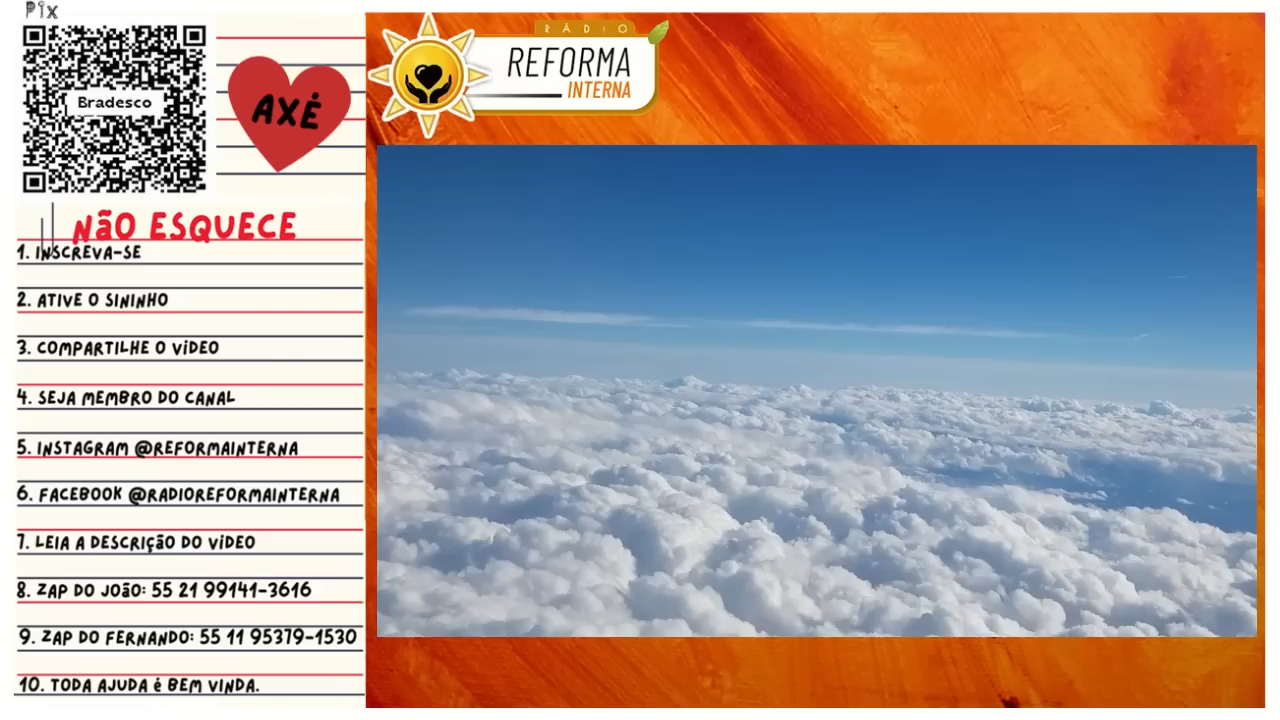 Pix
Bradesco
AXÉ
NÃO ESQUECE
1. INSCREVA-SE
2. ATIVE O SININHO
3. COMPARTILHE O VÍDEO
4. SEJA MEMBRO DO CANAL
5. INSTAGRAM @REFORMAINTERNA
6. FACEBOOK @RADIOREFORMAINTERNA
7. LEIA A DESCRIÇÃO DO VÍDEO
8. ZAP DO JOÃO: 55 21 99141-3616
9. ZAP DO FERNANDO: 55 11 95379-1530
10. TODA AJUDA É BEM VINDA.
RÁDIO
REFORMA
INTERNA